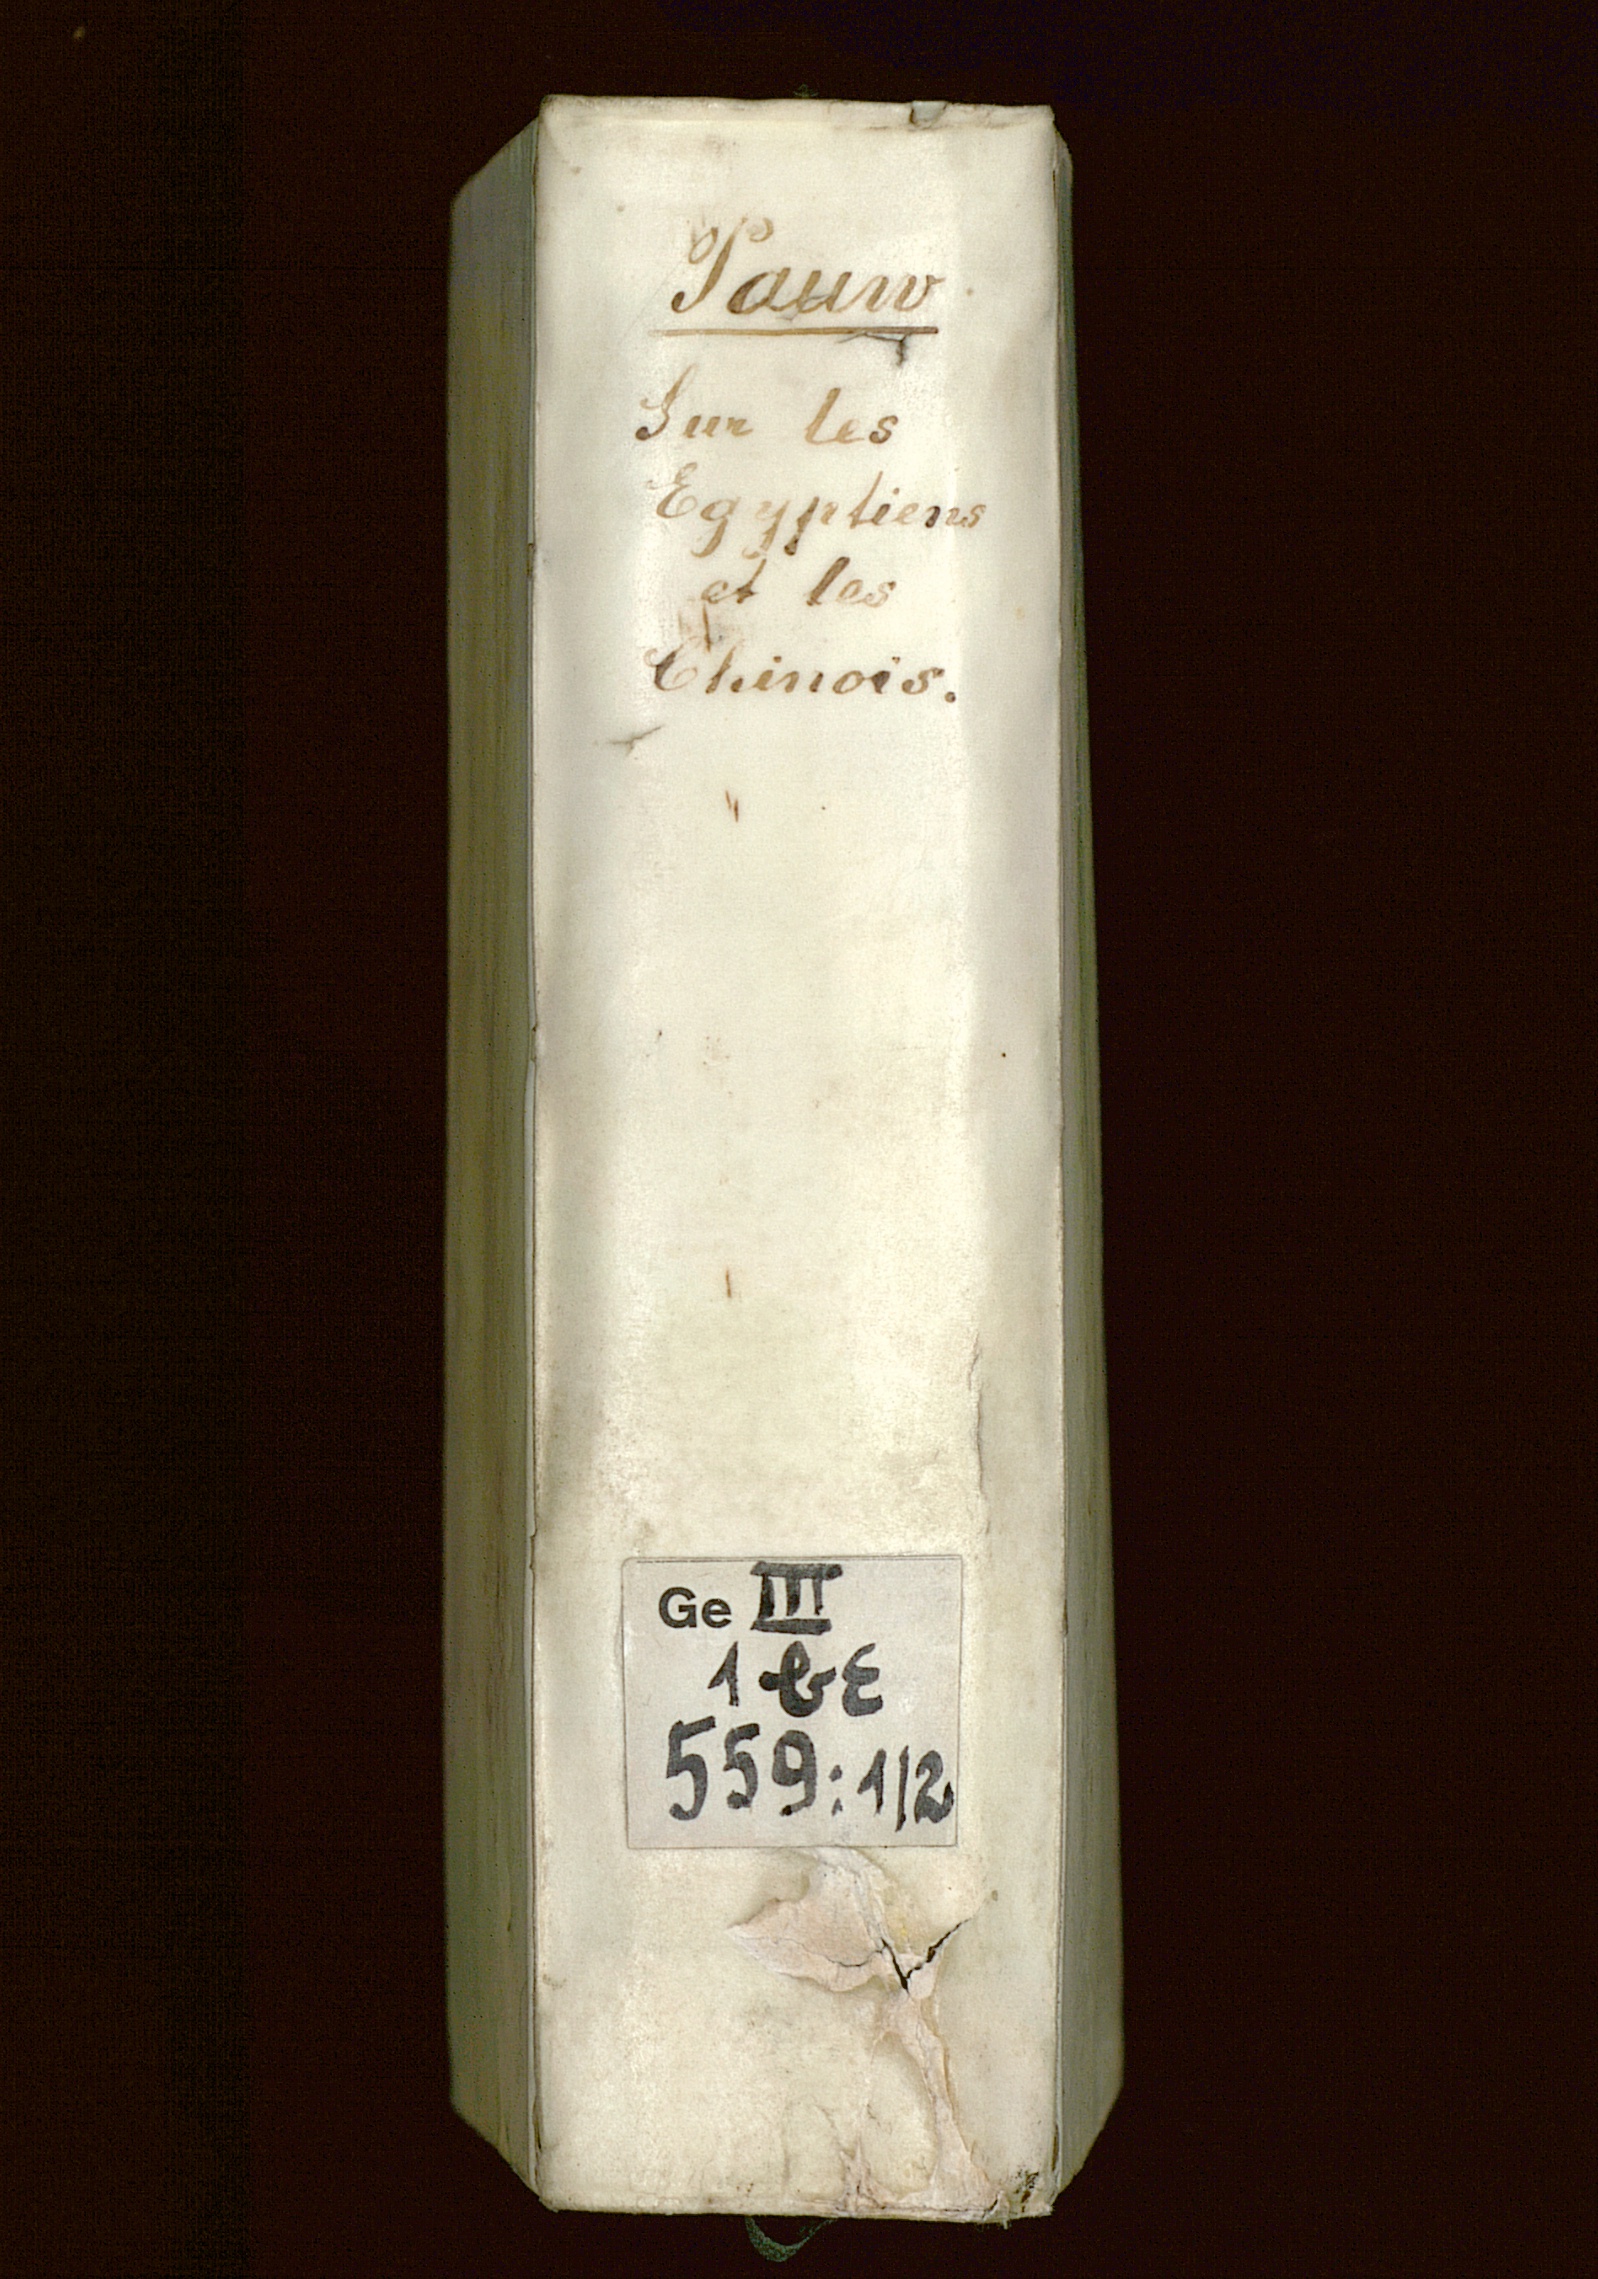 Pauw
Sur les
Egyptiens
et les
Chinois.
Ge III
1 b E
559:1/2